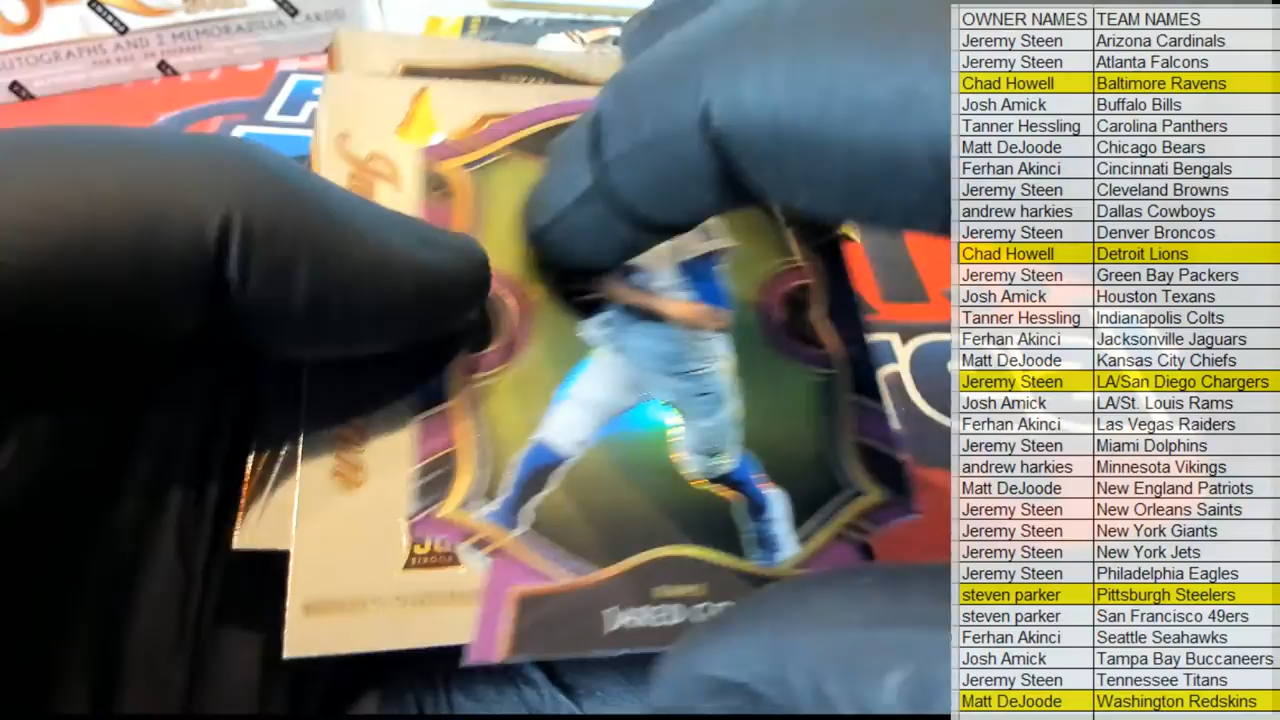 AUTOGRAPHS AND 2 MEMORABILIA CARDS!
OWNER NAMES TEAM NAMES
Jeremy Steen Arizona Cardinals
Jeremy Steen Atlanta Falcons
Chad Howell Baltimore Ravens
Josh Amick Buffalo Bills
Tanner Hessling Carolina Panthers
Matt DeJoode Chicago Bears
Ferhan Akinci Cincinnati Bengals
Jeremy Steen Cleveland Browns
andrew harkies Dallas Cowboys
Jeremy Steen Denver Broncos
Chad Howell Detroit Lions
Jeremy Steen Green Bay Packers
Josh Amick Houston Texans
Tanner Hessling Indianapolis Colts
Ferhan Akinci Jacksonville Jaguars
Matt DeJoode Kansas City Chiefs
Jeremy Steen LA/San Diego Chargers
Josh Amick LA/St. Louis Rams
Ferhan Akinci Las Vegas Raiders
Jeremy Steen Miami Dolphins
andrew harkies Minnesota Vikings
Matt DeJoode New England Patriots
Jeremy Steen New Orleans Saints
Jeremy Steen New York Giants
Jeremy Steen New York Jets
Jeremy Steen Philadelphia Eagles
steven parker Pittsburgh Steelers
steven parker San Francisco 49ers
Ferhan Akinci Seattle Seahawks
Josh Amick Tampa Bay Buccaneers
Jeremy Steen Tennessee Titans
Matt DeJoode Washington Redskins